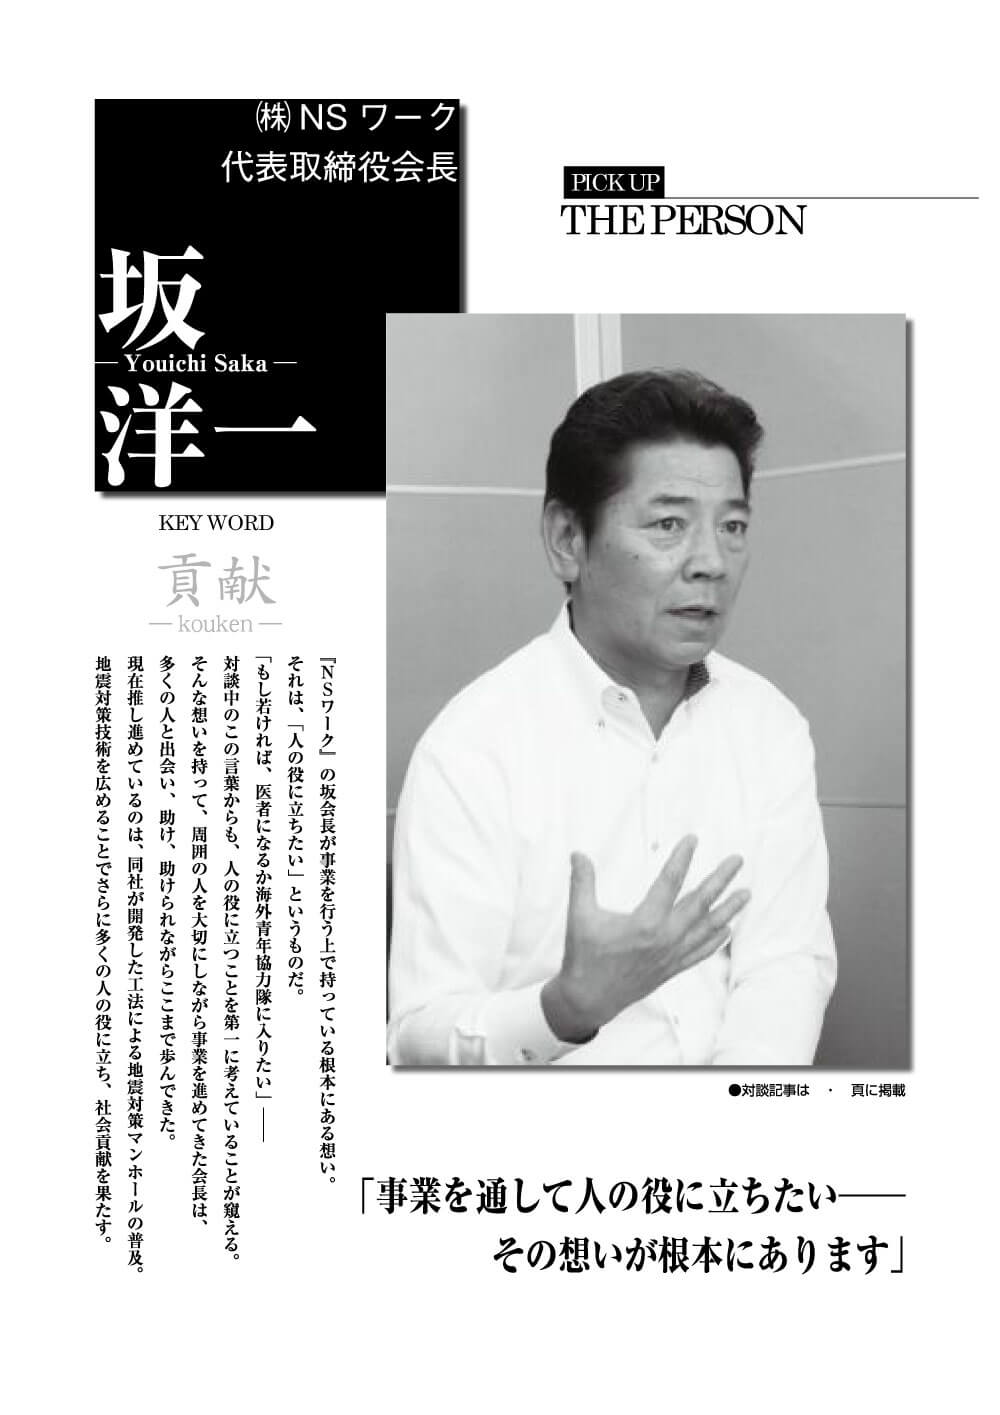 ㈱NSワーク
代表取締役会長
坂
― Youichi Saka ―
洋一
PICK UP
THE PERSON
KEY WORD
貢献
― kouken ―
『NSワーク』の坂会長が事業を行う上で持っている根本にある想い。
それは、「人の役に立ちたい」というものだ。
「もし若ければ、医者になるか海外青年協力隊に入りたい」――
対談中のこの言葉からも、人の役に立つことを第一に考えていることが窺える。
そんな想いを持って、周囲の人を大切にしながら事業を進めてきた会長は、
多くの人と出会い、助け、助けられながらここまで歩んできた。
現在推し進めているのは、同社が開発した工法による地震対策マンホールの普及。
地震対策技術を広めることでさらに多くの人の役に立ち、社会貢献を果たす。
●対談記事は　・　頁に掲載
「事業を通して人の役に立ちたい――
その想いが根本にあります」